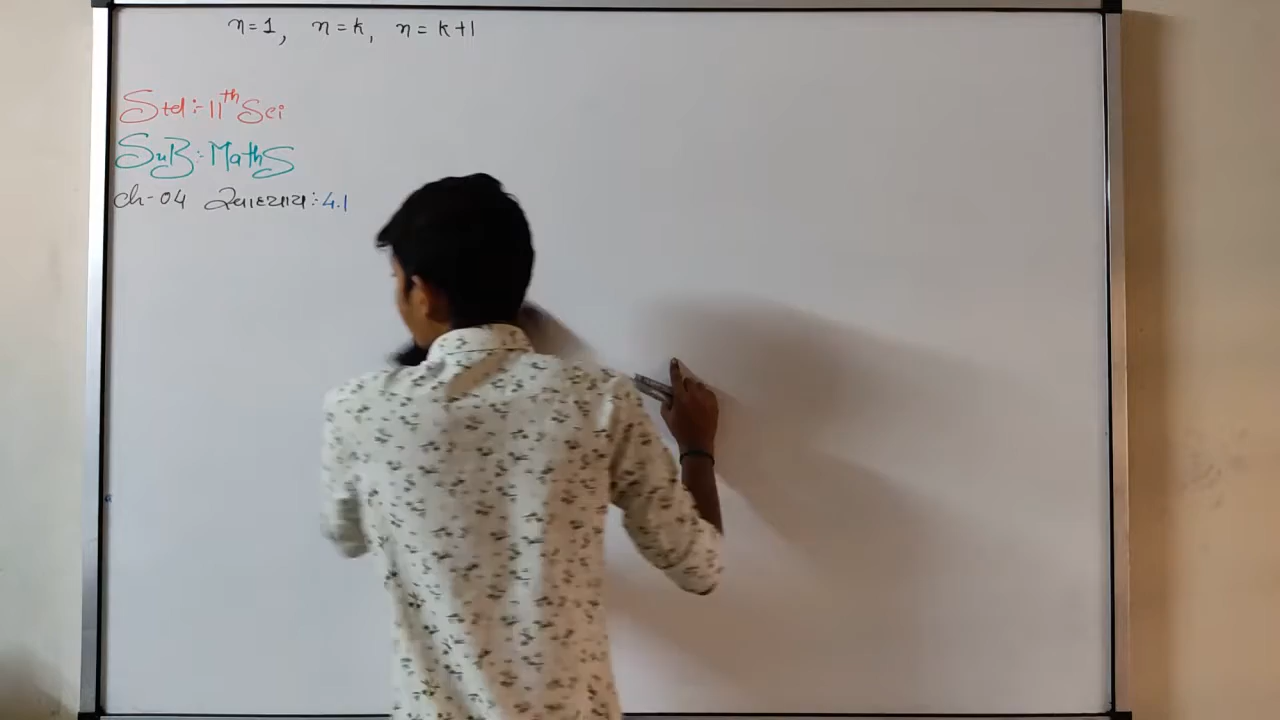 n=1, n=k, n=k+1
Std:-11th Sci
SuB:-MathS
ch-04 સ્વાધ્યાય:-4.1